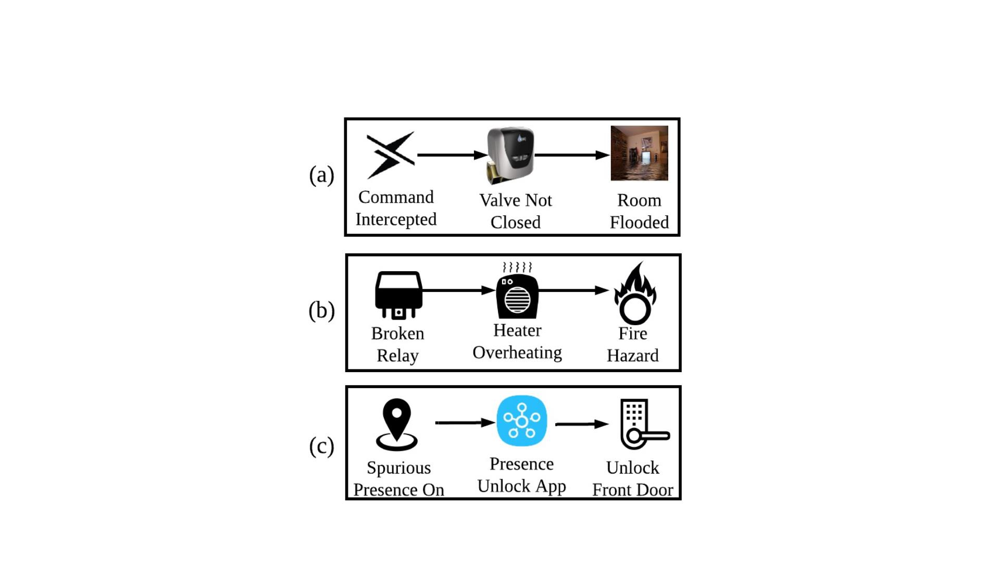 (a)
Command
Intercepted
Valve Not
Closed
Room
Flooded
(b)
Broken
Relay
Heater
Overheating
Fire
Hazard
(c)
Spurious
Presence On
Presence
Unlock App
Unlock
Front Door